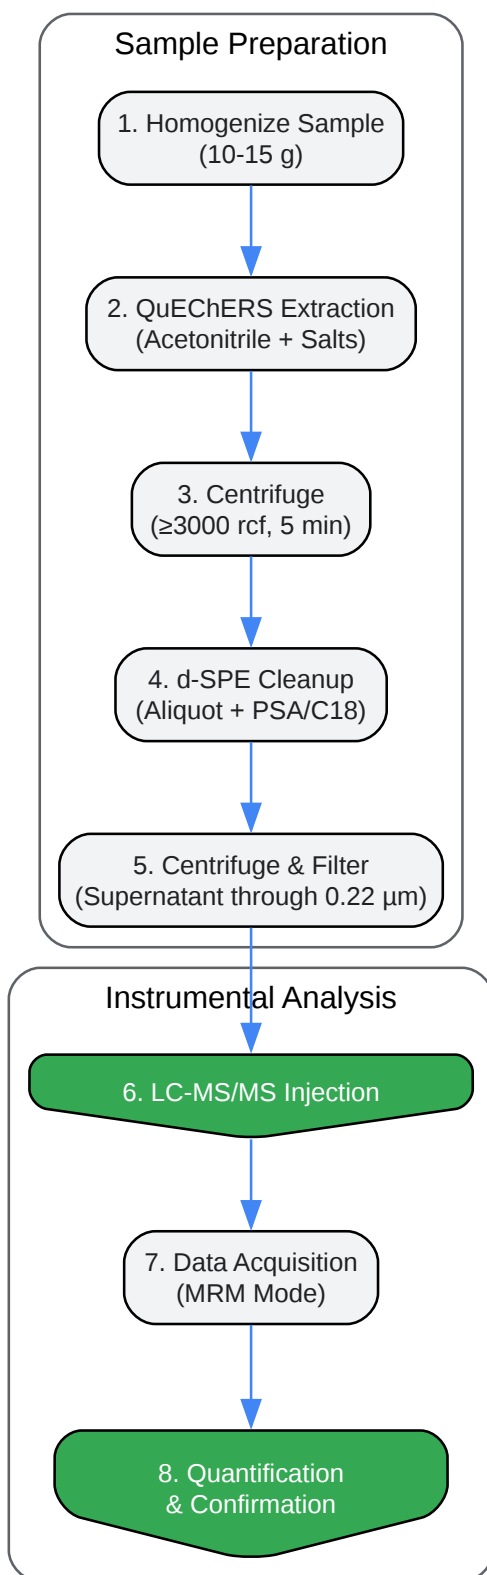 Sample Preparation
1. Homogenize Sample
(10-15 g)
2. QuEChERS Extraction
(Acetonitrile + Salts)
3. Centrifuge
(≥3000 rcf, 5 min)
4. d-SPE Cleanup
(Aliquot + PSA/C18)
5. Centrifuge & Filter
(Supernatant through 0.22 µm)
Instrumental Analysis
6. LC-MS/MS Injection
7. Data Acquisition
(MRM Mode)
8. Quantification
& Confirmation